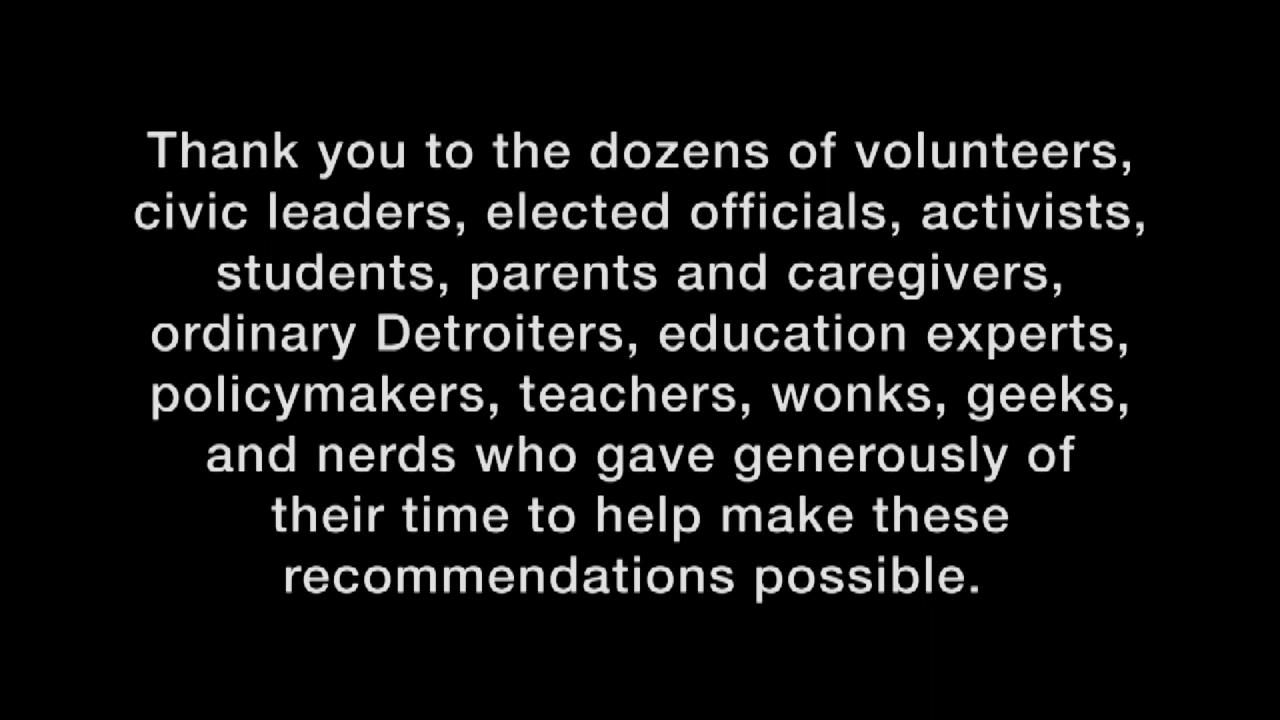 Thank you to the dozens of volunteers,
civic leaders, elected officials, activists,
students, parents and caregivers,
ordinary Detroiters, education experts,
policymakers, teachers, wonks, geeks,
and nerds who gave generously of
their time to help make these
recommendations possible.